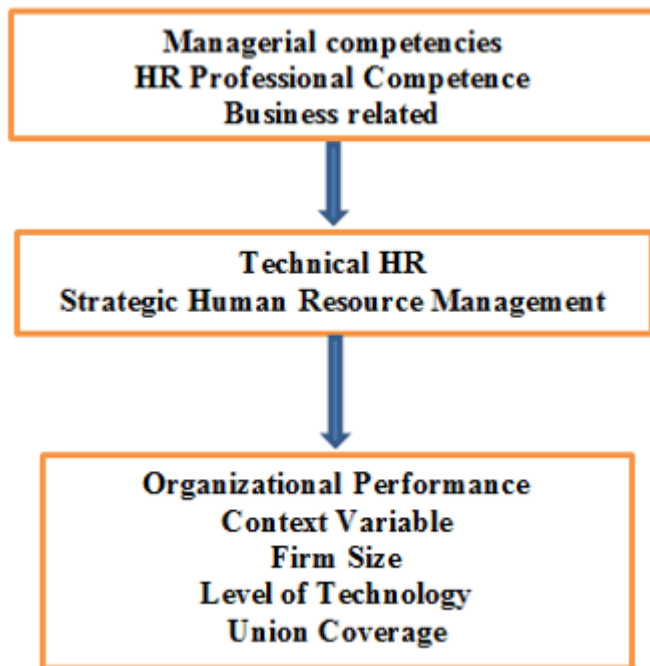 Managerial competencies
HR Professional Competence
Business related
Technical HR
Strategic Human Resource Management
Organizational Performance
Context Variable
Firm Size
Level of Technology
Union Coverage